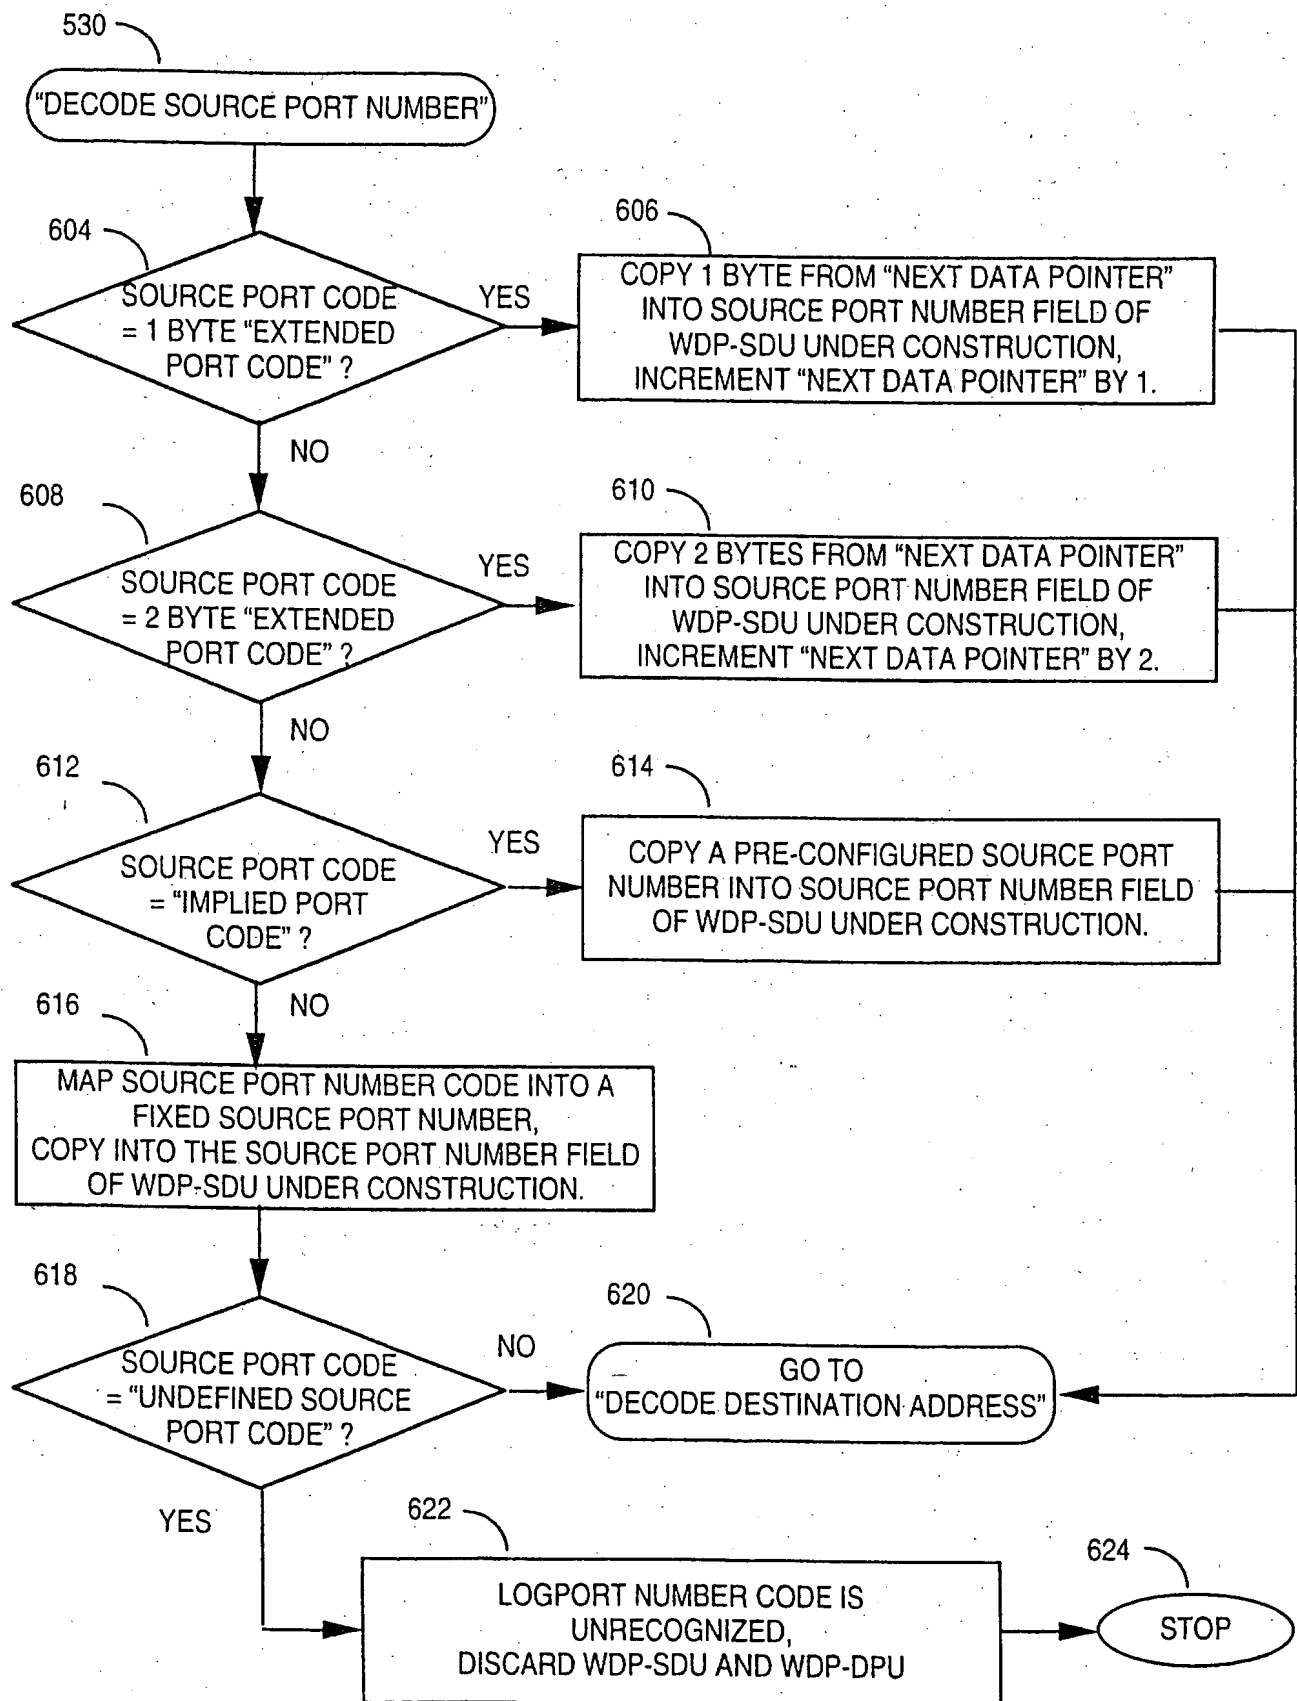 530
"DECODE SOURCE PORT NUMBER"
604
SOURCE PORT CODE
= 1 BYTE "EXTENDED
PORT CODE" ?
YES
606
COPY 1 BYTE FROM "NEXT DATA POINTER"
INTO SOURCE PORT NUMBER FIELD OF
WDP-SDU UNDER CONSTRUCTION,
INCREMENT "NEXT DATA POINTER" BY 1.
NO
608
SOURCE PORT CODE
= 2 BYTE "EXTENDED
PORT CODE" ?
YES
610
COPY 2 BYTES FROM "NEXT DATA POINTER"
INTO SOURCE PORT NUMBER FIELD OF
WDP-SDU UNDER CONSTRUCTION,
INCREMENT "NEXT DATA POINTER" BY 2.
NO
612
SOURCE PORT CODE
= "IMPLIED PORT
CODE" ?
YES
614
COPY A PRE-CONFIGURED SOURCE PORT
NUMBER INTO SOURCE PORT NUMBER FIELD
OF WDP-SDU UNDER CONSTRUCTION.
NO
616
MAP SOURCE PORT NUMBER CODE INTO A
FIXED SOURCE PORT NUMBER,
COPY INTO THE SOURCE PORT NUMBER FIELD
OF WDP-SDU UNDER CONSTRUCTION.
618
SOURCE PORT CODE
= "UNDEFINED SOURCE
PORT CODE" ?
NO
620
GO TO
"DECODE DESTINATION ADDRESS"
YES
622
LOGPORT NUMBER CODE IS
UNRECOGNIZED,
DISCARD WDP-SDU AND WDP-DPU
624
STOP